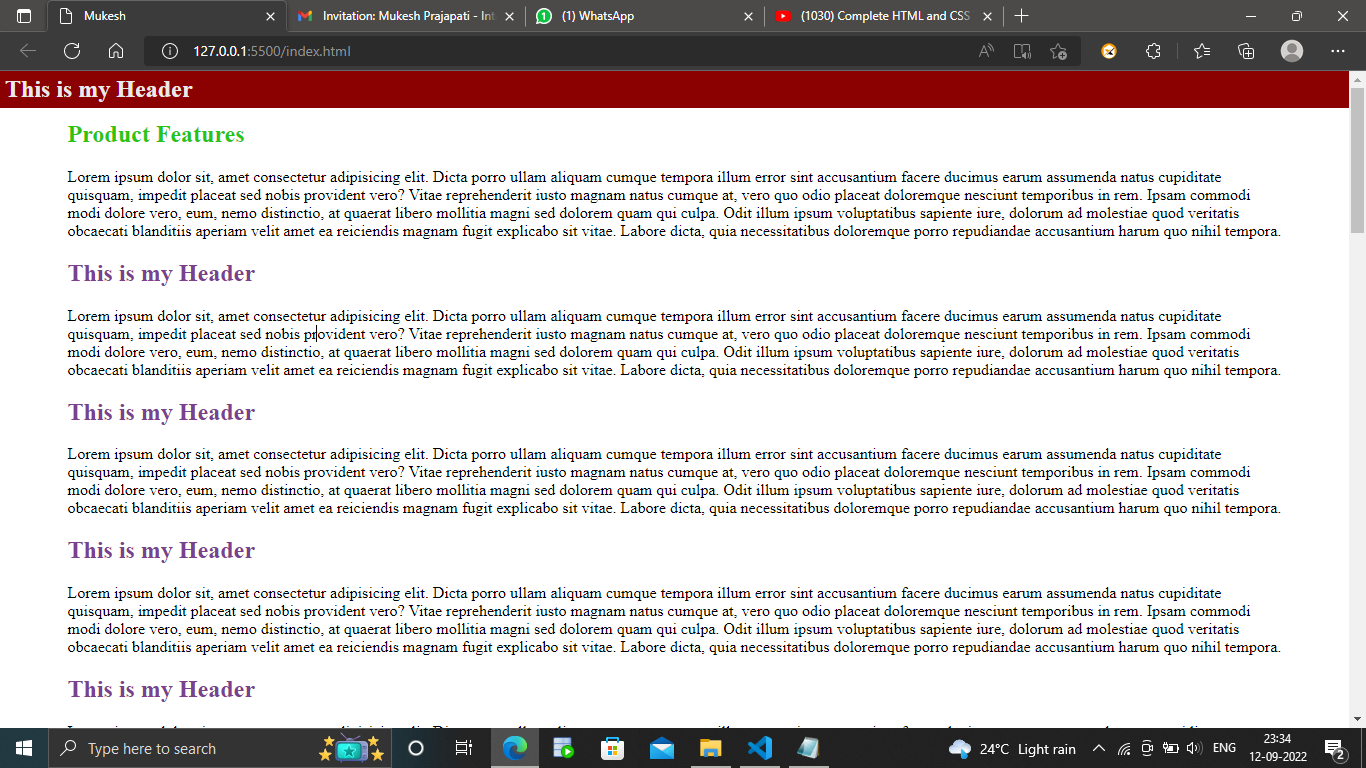 Mukesh
Invitation: Mukesh Prajapati - Int
(1) WhatsApp
(1030) Complete HTML and CSS
127.0.0.1:5500/index.html
This is my Header
Product Features
Lorem ipsum dolor sit, amet consectetur adipisicing elit. Dicta porro ullam aliquam cumque tempora illum error sint accusantium facere ducimus earum assumenda natus cupiditate
quisquam, impedit placeat sed nobis provident vero? Vitae reprehenderit iusto magnam natus cumque at, vero quo odio placeat doloremque nesciunt temporibus in rem. Ipsam commodi
modi dolore vero, eum, nemo distinctio, at quaerat libero mollitia magni sed dolorem quam qui culpa. Odit illum ipsum voluptatibus sapiente iure, dolorum ad molestiae quod veritatis
obcaecati blanditiis aperiam velit amet ea reiciendis magnam fugit explicabo sit vitae. Labore dicta, quia necessitatibus doloremque porro repudiandae accusantium harum quo nihil tempora.
This is my Header
Lorem ipsum dolor sit, amet consectetur adipisicing elit. Dicta porro ullam aliquam cumque tempora illum error sint accusantium facere ducimus earum assumenda natus cupiditate
quisquam, impedit placeat sed nobis provident vero? Vitae reprehenderit iusto magnam natus cumque at, vero quo odio placeat doloremque nesciunt temporibus in rem. Ipsam commodi
modi dolore vero, eum, nemo distinctio, at quaerat libero mollitia magni sed dolorem quam qui culpa. Odit illum ipsum voluptatibus sapiente iure, dolorum ad molestiae quod veritatis
obcaecati blanditiis aperiam velit amet ea reiciendis magnam fugit explicabo sit vitae. Labore dicta, quia necessitatibus doloremque porro repudiandae accusantium harum quo nihil tempora.
This is my Header
Lorem ipsum dolor sit, amet consectetur adipisicing elit. Dicta porro ullam aliquam cumque tempora illum error sint accusantium facere ducimus earum assumenda natus cupiditate
quisquam, impedit placeat sed nobis provident vero? Vitae reprehenderit iusto magnam natus cumque at, vero quo odio placeat doloremque nesciunt temporibus in rem. Ipsam commodi
modi dolore vero, eum, nemo distinctio, at quaerat libero mollitia magni sed dolorem quam qui culpa. Odit illum ipsum voluptatibus sapiente iure, dolorum ad molestiae quod veritatis
obcaecati blanditiis aperiam velit amet ea reiciendis magnam fugit explicabo sit vitae. Labore dicta, quia necessitatibus doloremque porro repudiandae accusantium harum quo nihil tempora.
This is my Header
Lorem ipsum dolor sit, amet consectetur adipisicing elit. Dicta porro ullam aliquam cumque tempora illum error sint accusantium facere ducimus earum assumenda natus cupiditate
quisquam, impedit placeat sed nobis provident vero? Vitae reprehenderit iusto magnam natus cumque at, vero quo odio placeat doloremque nesciunt temporibus in rem. Ipsam commodi
modi dolore vero, eum, nemo distinctio, at quaerat libero mollitia magni sed dolorem quam qui culpa. Odit illum ipsum voluptatibus sapiente iure, dolorum ad molestiae quod veritatis
obcaecati blanditiis aperiam velit amet ea reiciendis magnam fugit explicabo sit vitae. Labore dicta, quia necessitatibus doloremque porro repudiandae accusantium harum quo nihil tempora.
This is my Header
Type here to search
24°C Light rain
ENG
23:34
12-09-2022
2